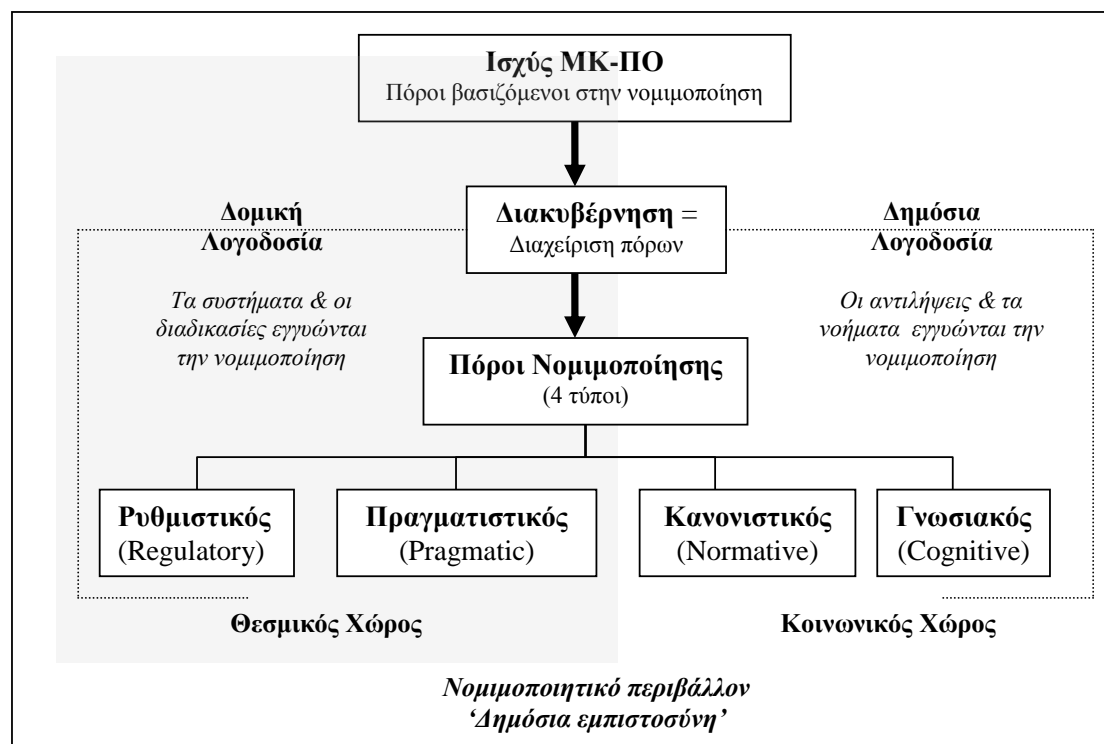 Ισχύς ΜΚ-ΠΟ
Πόροι βασιζόμενοι στην νομιμοποίηση
Δομική
Λογοδοσία
Διακυβέρνηση =
Διαχείριση πόρων
Δημόσια
Λογοδοσία
Τα συστήματα & οι
διαδικασίες εγγυώνται
την νομιμοποίηση
Οι αντιλήψεις & τα
νοήματα εγγυώνται την
νομιμοποίηση
Πόροι Νομιμοποίησης
(4 τύποι)
Ρυθμιστικός
(Regulatory)
Πραγματιστικός
(Pragmatic)
Κανονιστικός
(Normative)
Γνωσιακός
(Cognitive)
Θεσμικός Χώρος
Κοινωνικός Χώρος
Νομιμοποιητικό περιβάλλον
‘Δημόσια εμπιστοσύνη’